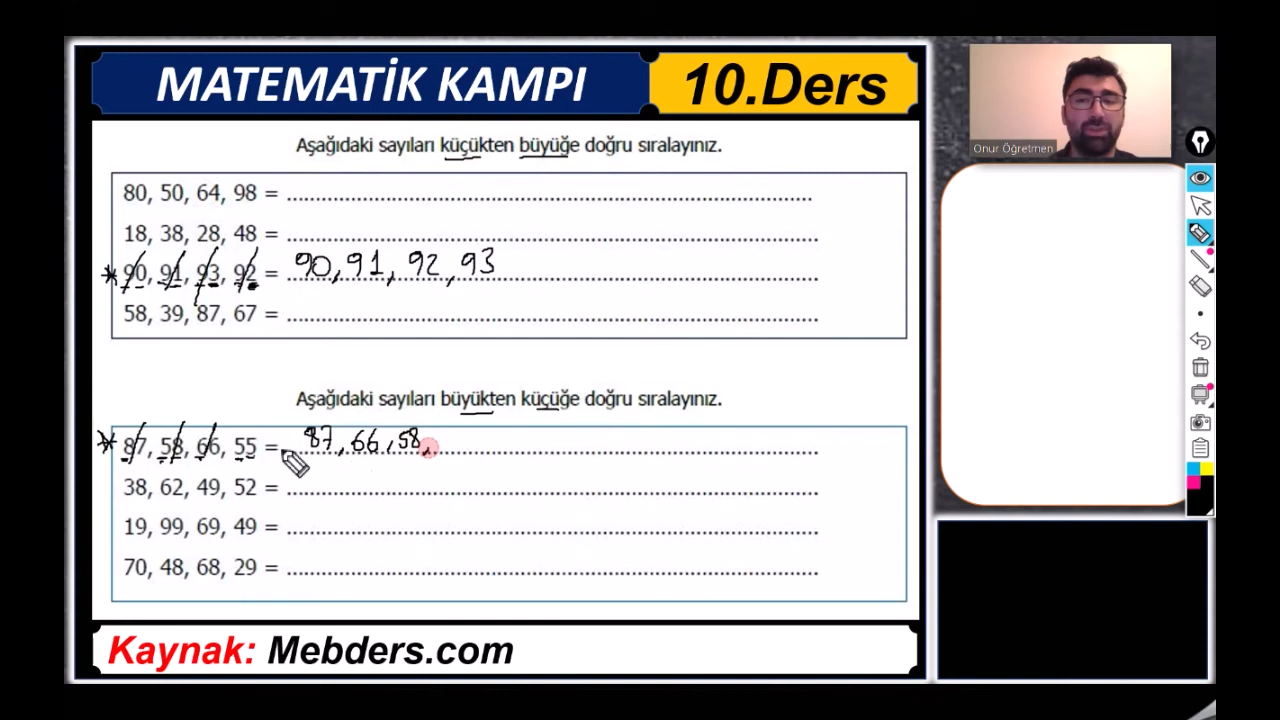 MATEMATİK KAMPI
10.Ders
Onur Öğretmen
Aşağıdaki sayıları küçükten büyüğe doğru sıralayınız.
80, 50, 64, 98 = ........................................................................
18, 38, 28, 48 = ........................................................................
* 90, 91, 93, 92 = 90, 91, 92, 93
58, 39, 87, 67 = ........................................................................
Aşağıdaki sayıları büyükten küçüğe doğru sıralayınız.
* 87, 58, 66, 55 = 87, 66, 58,
38, 62, 49, 52 = ........................................................................
19, 99, 69, 49 = ........................................................................
70, 48, 68, 29 = ........................................................................
Kaynak: Mebders.com